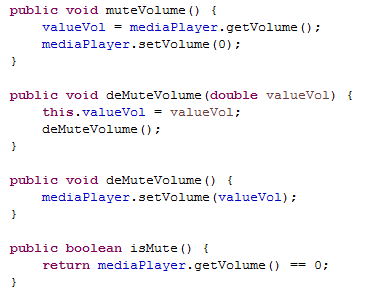 public void muteVolume() {
    valueVol = mediaPlayer.getVolume();
    mediaPlayer.setVolume(0);
}

public void deMuteVolume(double valueVol) {
    this.valueVol = valueVol;
    deMuteVolume();
}

public void deMuteVolume() {
    mediaPlayer.setVolume(valueVol);
}

public boolean isMute() {
    return mediaPlayer.getVolume() == 0;
}